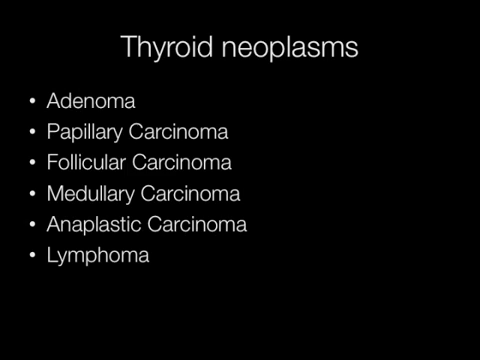 Thyroid neoplasms
• Adenoma
• Papillary Carcinoma
• Follicular Carcinoma
• Medullary Carcinoma
• Anaplastic Carcinoma
• Lymphoma